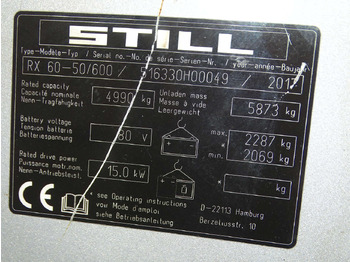 STILL
Type-Modèle-Typ / Serial no.-No. de série-Serien-Nr. / year-année-Baujahr
RX 60-50/600 / 516330H00049 / 2017
Rated capacity
Capacité nominale
Nenn-Tragfähigkeit
4990 kg
Unladen mass
Masse à vide
Leergewicht
5873 kg
Battery voltage
Tension batterie
Batteriespannung
80 V
max.
* 2287 kg
min.
* 2069 kg
Rated drive power
Puissance motr. nom.
Nenn-Antriebsleist.
15.0 kW
* kg
CE
* see Operating instructions
voir Mode d'emploi
siehe Betriebsanleitung
D-22113 Hamburg
Berzeliusstr. 10